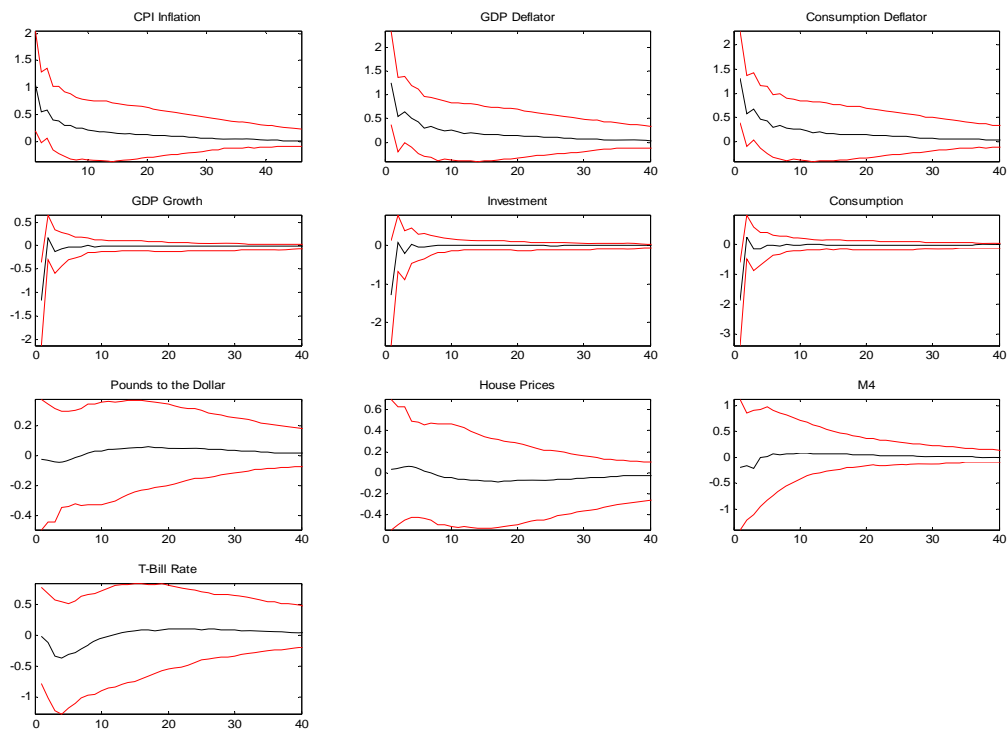 CPI Inflation
2
1.5
1
0.5
0
10 20 30 40
GDP Deflator
2
1.5
1
0.5
0
0 10 20 30 40
Consumption Deflator
2
1.5
1
0.5
0
0 10 20 30 40
GDP Growth
0.5
0
-0.5
-1
-1.5
-2
0 10 20 30 40
Investment
0
-1
-2
0 10 20 30 40
Consumption
0
-1
-2
-3
0 10 20 30 40
Pounds to the Dollar
0.2
0
-0.2
-0.4
0 10 20 30 40
House Prices
0.6
0.4
0.2
0
-0.2
-0.4
0 10 20 30 40
M4
1
0.5
0
-0.5
-1
0 10 20 30 40
T-Bill Rate
0.5
0
-0.5
-1
0 10 20 30 40